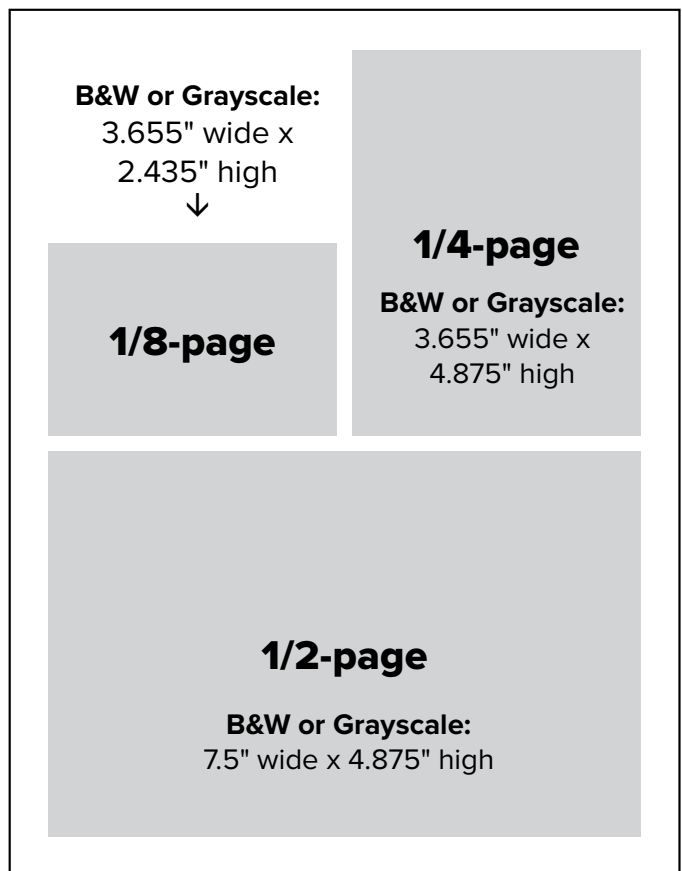 B&W or Grayscale:
3.655" wide x
2.435" high
↓
1/8-page
1/4-page
B&W or Grayscale:
3.655" wide x
4.875" high
1/2-page
B&W or Grayscale:
7.5" wide x 4.875" high